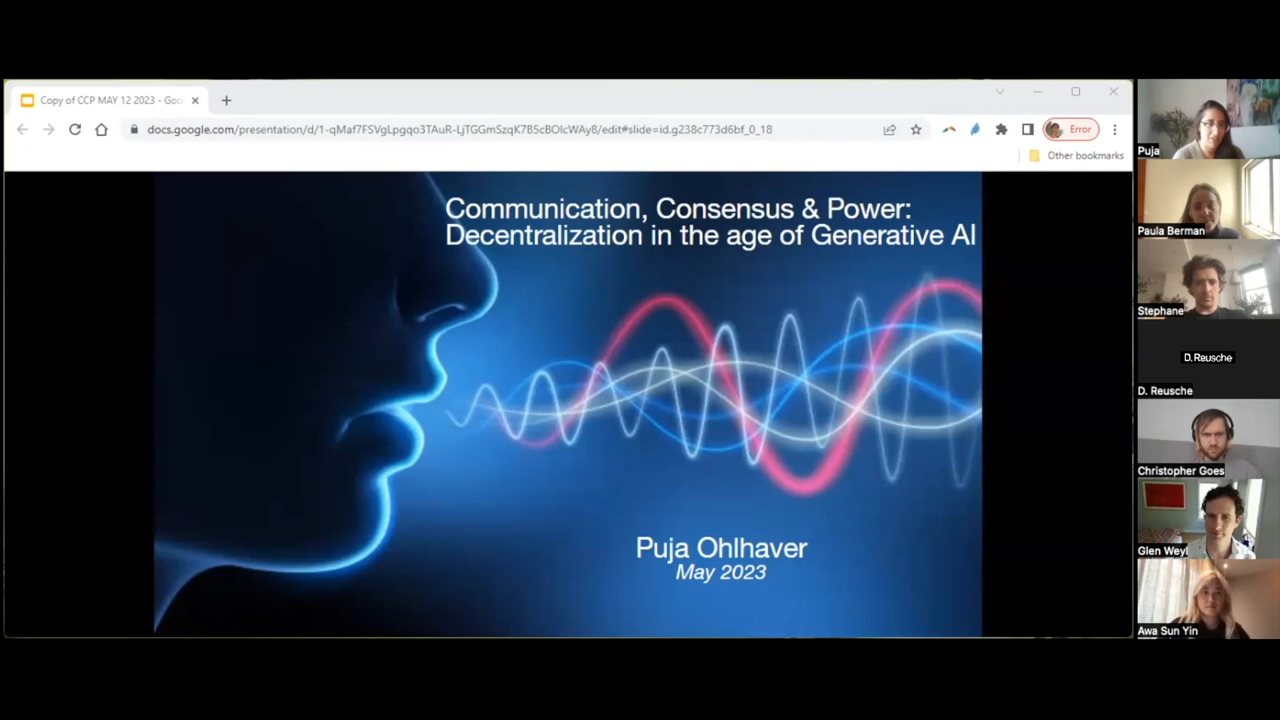 Copy of CCP MAY 12 2023 - Goo
docs.google.com/presentation/d/1-qMaf7FSVgLpgqo3TAuR-LjTGGmSzqK7B5cBOlcWAy8/edit#slide=id.g238c773d6bf_0_18
Error
Other bookmarks
Communication, Consensus & Power:
Decentralization in the age of Generative AI
Puja Ohlhaver
May 2023
Puja
Paula Berman
Stephane
D. Reusche
D. Reusche
Christopher Goes
Glen Weyl
Awa Sun Yin